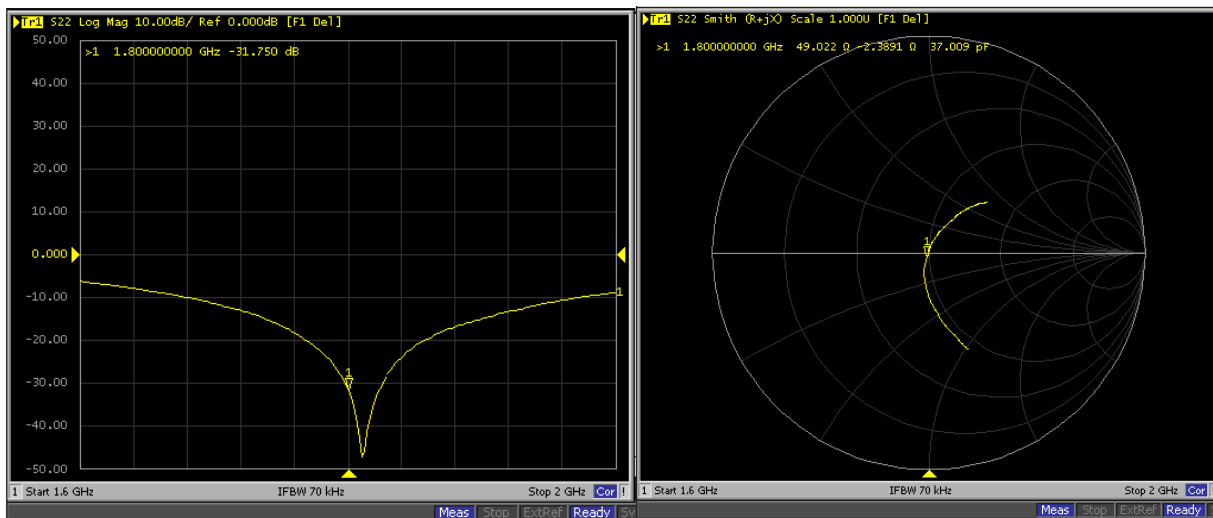 Tr1 S22 Log Mag 10.00dB/ Ref 0.000dB [F1 Del]
>1 1.800000000 GHz -31.750 dB
50.00
40.00
30.00
20.00
10.00
0.000
-10.00
-20.00
-30.00
-40.00
-50.00
1
1
1 Start 1.6 GHz IFBW 70 kHz Stop 2 GHz Cor !
Meas Stop ExtRef Ready Sv
Tr1 S22 Smith (R+jX) Scale 1.000U [F1 Del]
>1 1.800000000 GHz 49.022 Ω -2.3891 Ω 37.009 pF
1
1 Start 1.6 GHz IFBW 70 kHz Stop 2 GHz Cor
Meas Stop ExtRef Ready